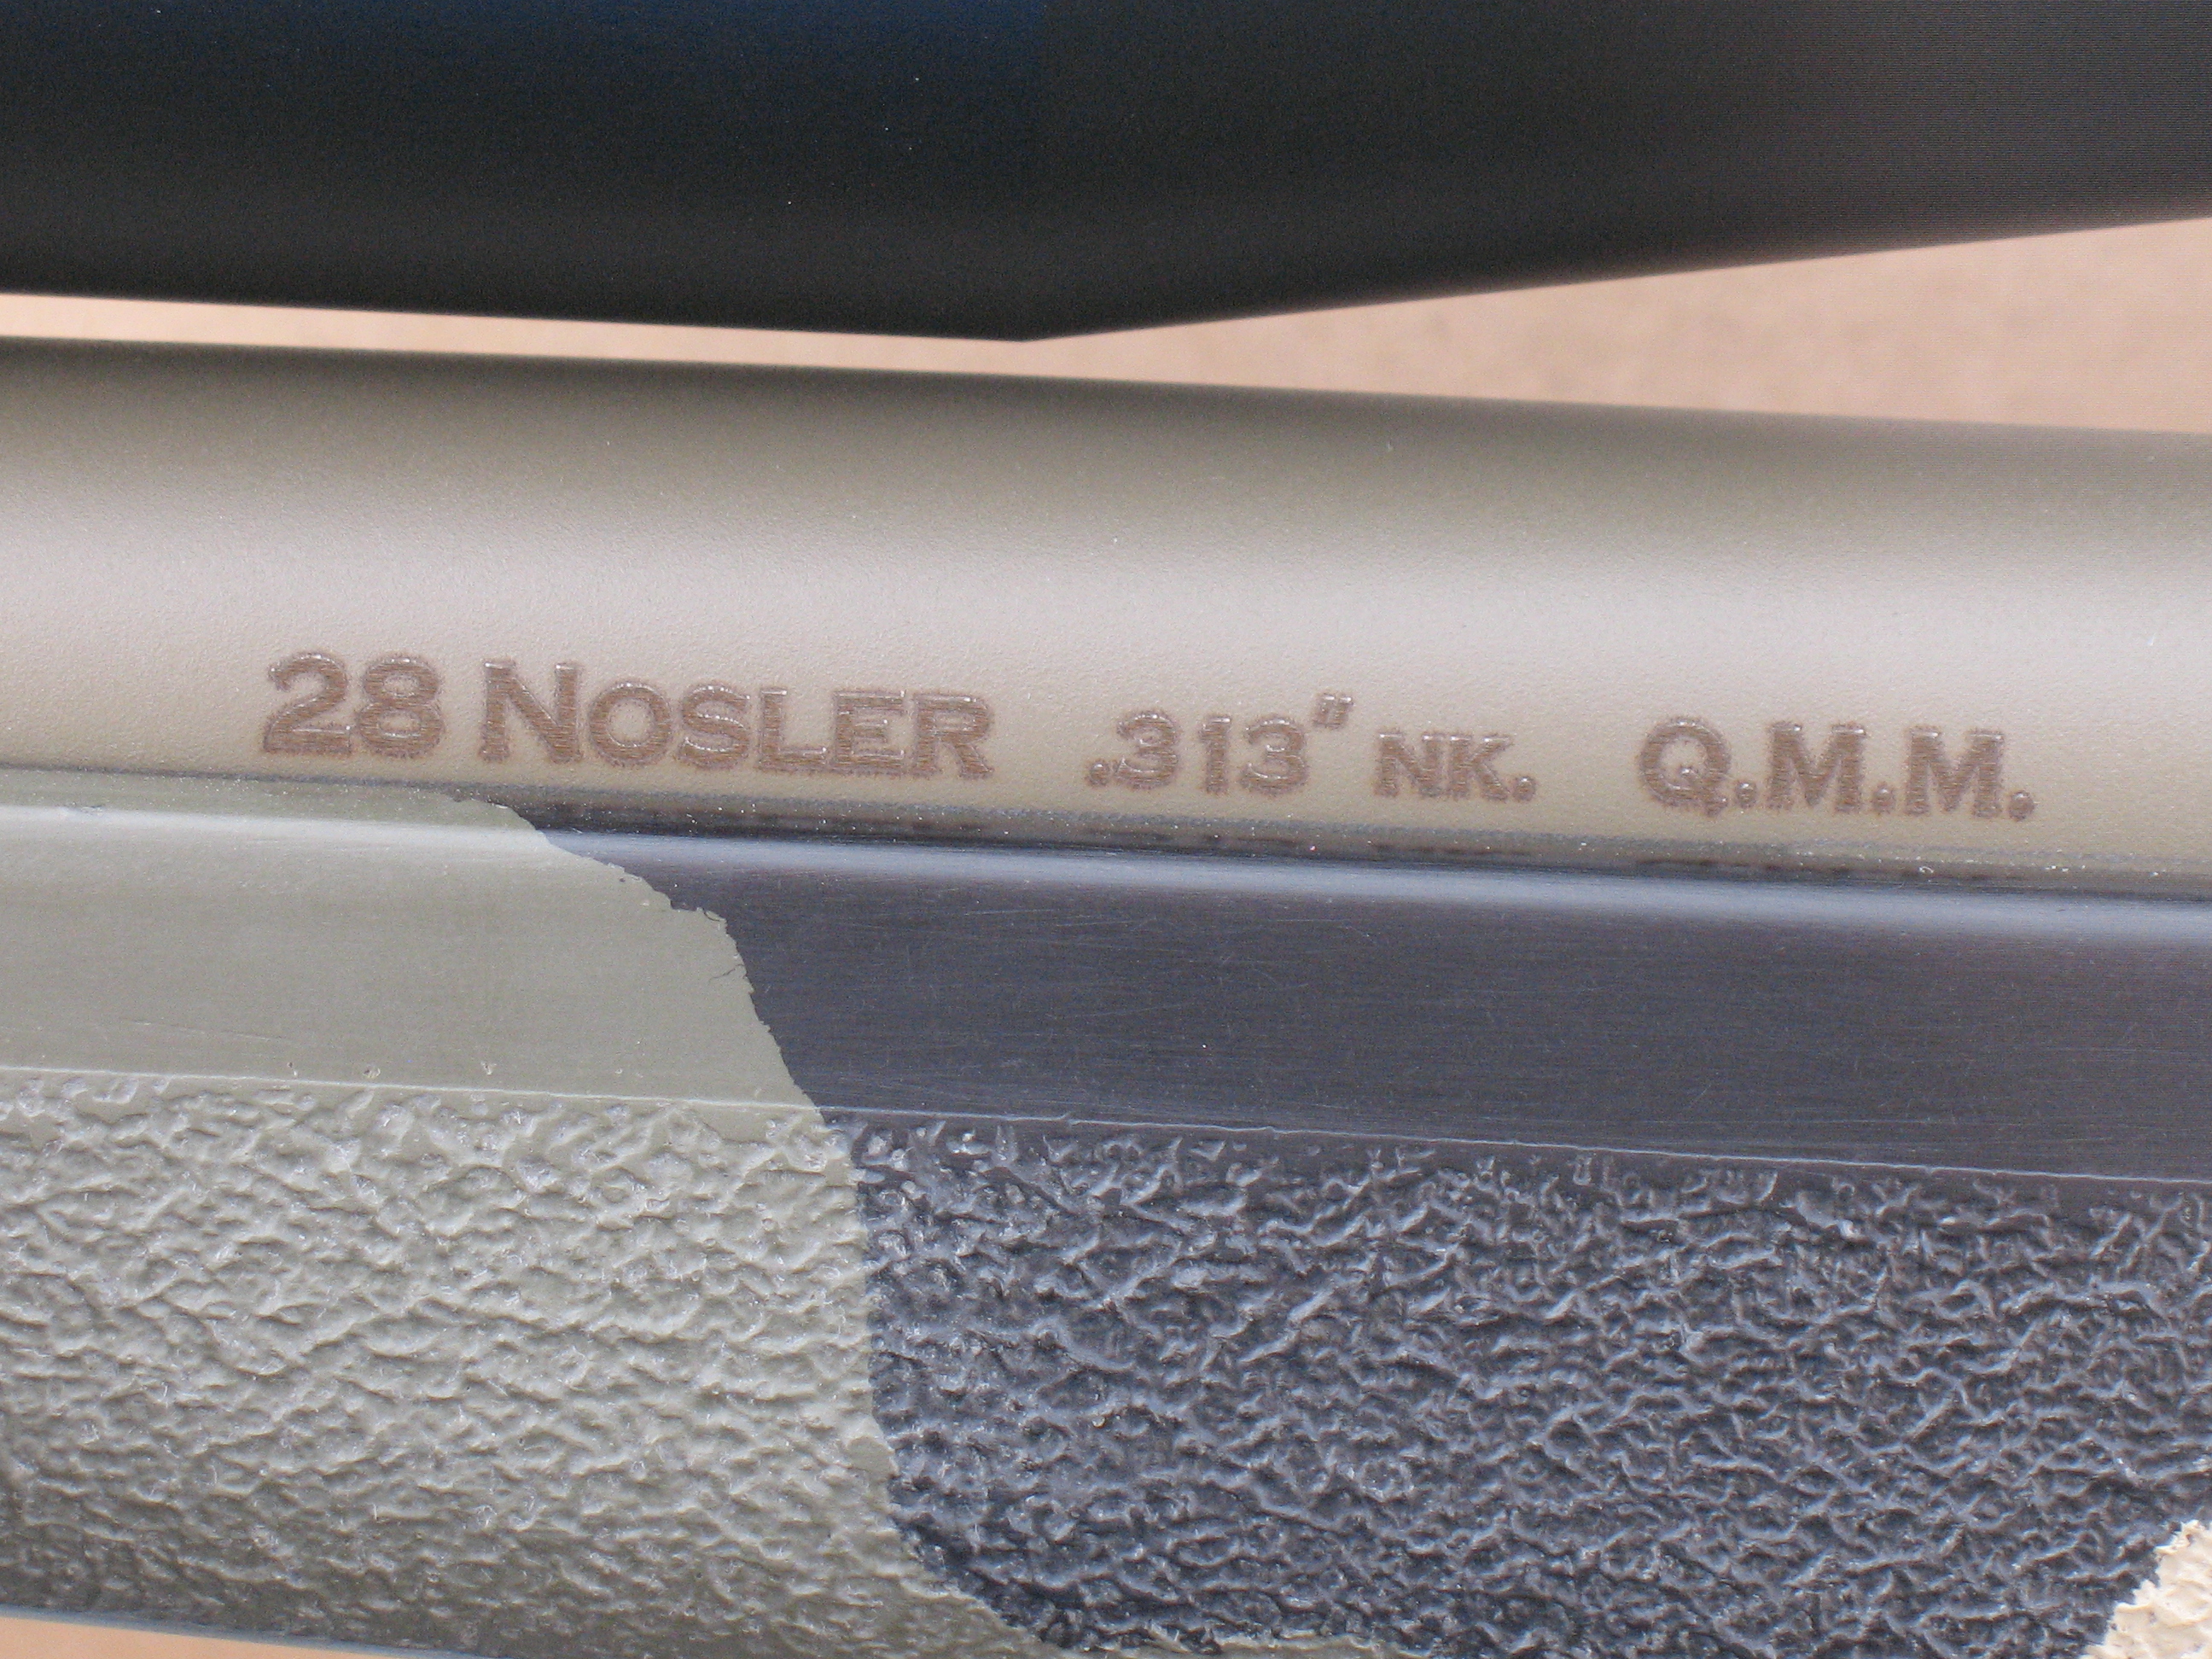 28 NOSLER .313" NK. Q.M.M.